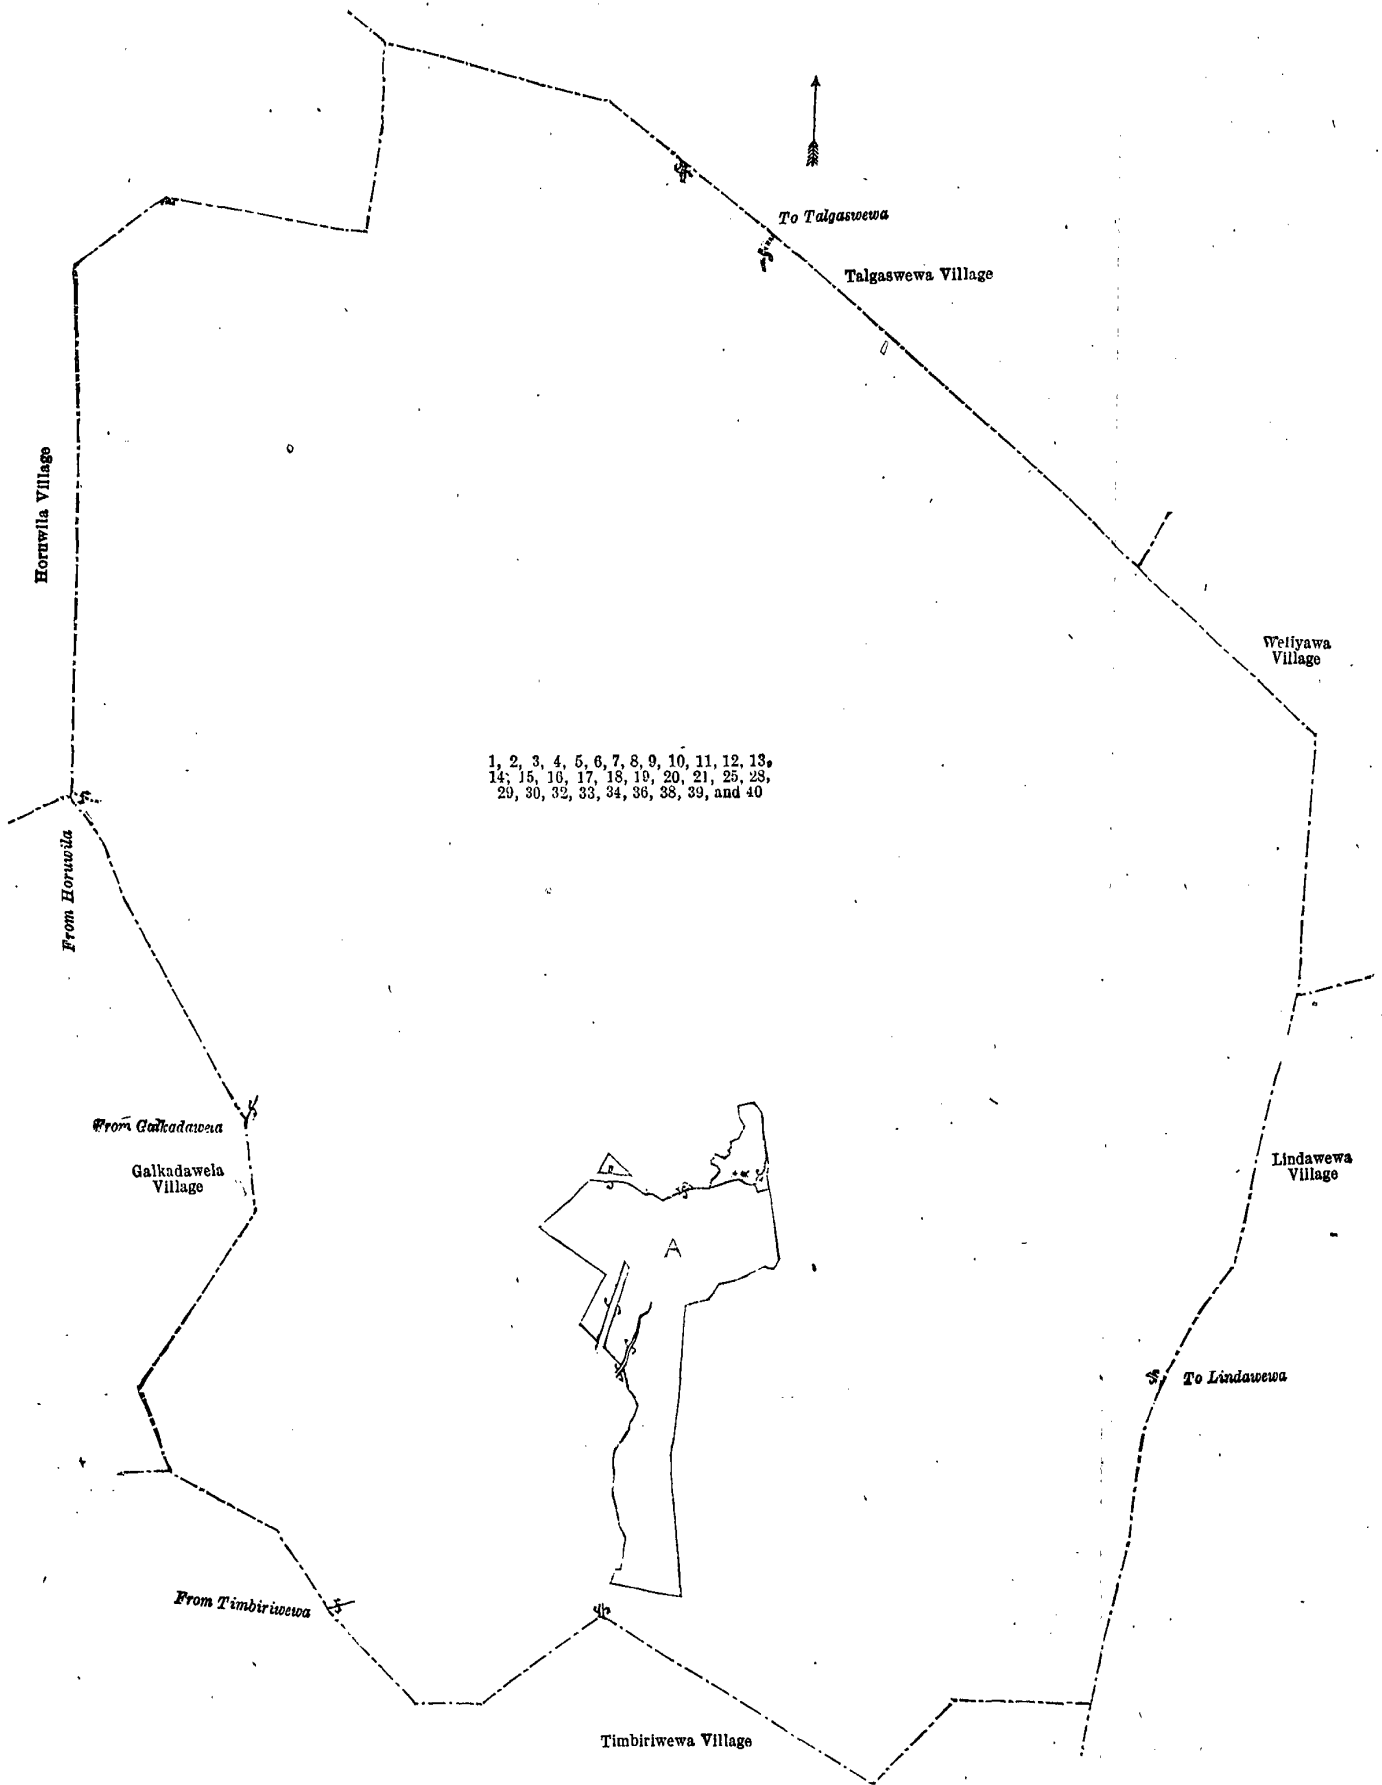 To Talgaswewa
Talgaswewa Village
Horuwila Village
Weliyawa
Village
1, 2, 3, 4, 5, 6, 7, 8, 9, 10, 11, 12, 13,
14, 15, 16, 17, 18, 19, 20, 21, 25, 28,
29, 30, 32, 33, 34, 36, 38, 39, and 40
From Horuwila
From Galkadawela
Galkadawela
Village
Lindawewa
Village
A
To Lindawewa
From Timbiriwewa
Timbiriwewa Village